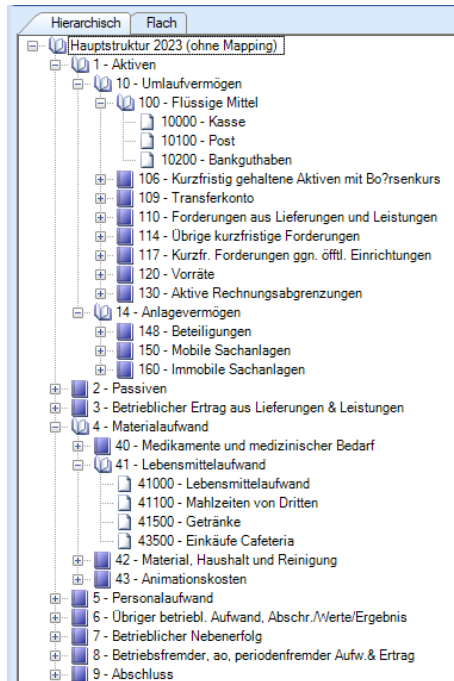 Hierarchisch Flach
Hauptstruktur 2023 (ohne Mapping)
1 - Aktiven
10 - Umlaufvermögen
100 - Flüssige Mittel
10000 - Kasse
10100 - Post
10200 - Bankguthaben
106 - Kurzfristig gehaltene Aktiven mit Bo?rsenkurs
109 - Transferkonto
110 - Forderungen aus Lieferungen und Leistungen
114 - Übrige kurzfristige Forderungen
117 - Kurzfr. Forderungen ggn. öfftl. Einrichtungen
120 - Vorräte
130 - Aktive Rechnungsabgrenzungen
14 - Anlagevermögen
148 - Beteiligungen
150 - Mobile Sachanlagen
160 - Immobile Sachanlagen
2 - Passiven
3 - Betrieblicher Ertrag aus Lieferungen & Leistungen
4 - Materialaufwand
40 - Medikamente und medizinischer Bedarf
41 - Lebensmittelaufwand
41000 - Lebensmittelaufwand
41100 - Mahlzeiten von Dritten
41500 - Getränke
43500 - Einkäufe Cafeteria
42 - Material, Haushalt und Reinigung
43 - Animationskosten
5 - Personalaufwand
6 - Übriger betriebl. Aufwand, Abschr./Werte/Ergebnis
7 - Betrieblicher Nebenerfolg
8 - Betriebsfremder, ao, periodenfremder Aufw.& Ertrag
9 - Abschluss